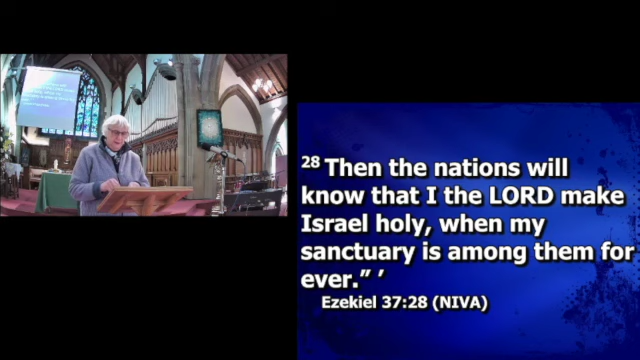 28 Then the nations will
know that I the LORD make
Israel holy, when my
sanctuary is among them for
ever.” ’
Ezekiel 37:28 (NIVA)